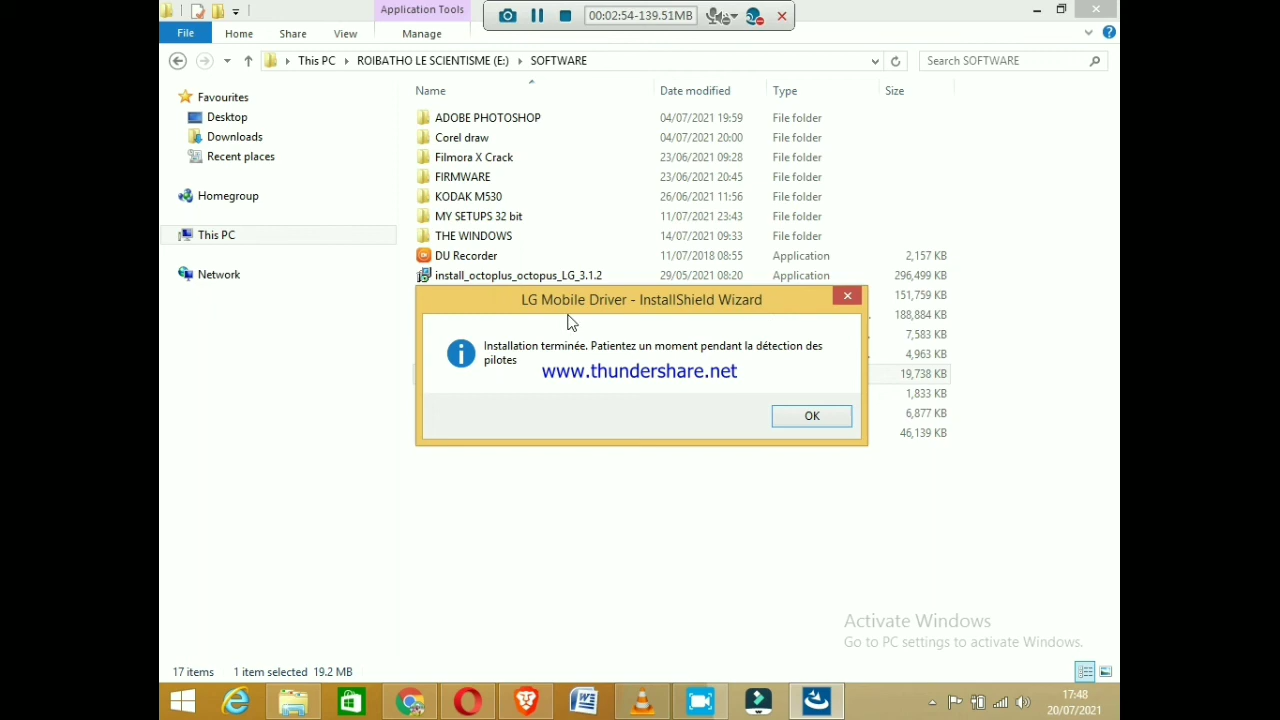 Application Tools
00:02:54-139.51MB
File
Home
Share
View
Manage
This PC
ROIBATHO LE SCIENTISME (E:)
SOFTWARE
Search SOFTWARE
Name
Date modified
Type
Size
Favourites
Desktop
Downloads
Recent places
Homegroup
This PC
Network
ADOBE PHOTOSHOP 04/07/2021 19:59 File folder
Corel draw 04/07/2021 20:00 File folder
Filmora X Crack 23/06/2021 09:28 File folder
FIRMWARE 23/06/2021 20:45 File folder
KODAK M530 26/06/2021 11:56 File folder
MY SETUPS 32 bit 11/07/2021 23:43 File folder
THE WINDOWS 14/07/2021 09:33 File folder
DU Recorder 11/07/2018 08:55 Application 2,157 KB
install_octoplus_octopus_LG_3.1.2 29/05/2021 08:20 Application 296,499 KB
151,759 KB
188,884 KB
7,583 KB
4,963 KB
19,738 KB
1,833 KB
6,877 KB
46,139 KB
LG Mobile Driver - InstallShield Wizard
Installation terminée. Patientez un moment pendant la détection des
pilotes
www.thundershare.net
OK
Activate Windows
Go to PC settings to activate Windows.
17 items 1 item selected 19.2 MB
17:48
20/07/2021